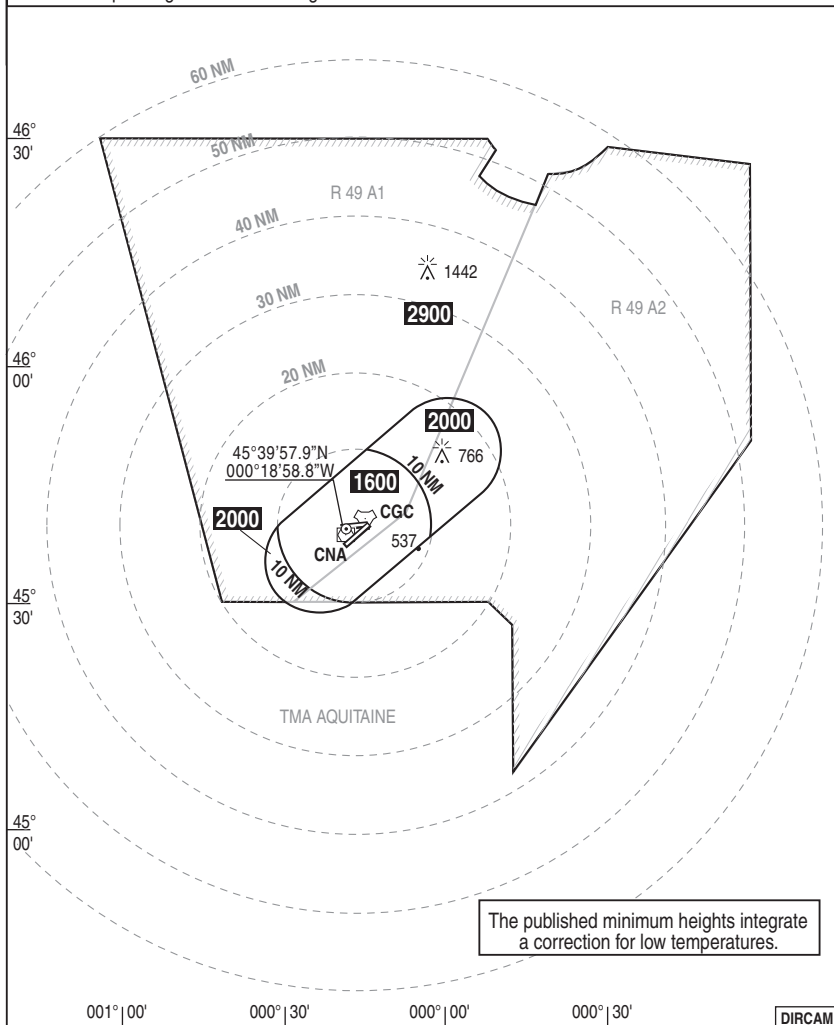 60 NM
46°
30'
50 NM
R 49 A1
40 NM
1442
30 NM
2900
R 49 A2
46°
00'
20 NM
2000
45°39'57.9"N
000°18'58.8"W
766
10 NM
1600
2000
CGC
CNA
537
10 NM
45°
30'
TMA AQUITAINE
45°
00'
The published minimum heights integrate
a correction for low temperatures.
001° 00'
000° 30'
000° 00'
000° 30'
DIRCAM